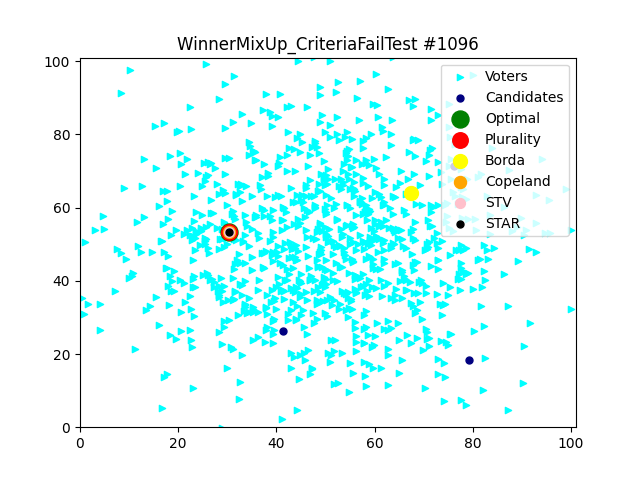 WinnerMixUp_CriteriaFailTest #1096
100
80
60
40
20
0
0 20 40 60 80 100
Voters
Candidates
Optimal
Plurality
Borda
Copeland
STV
STAR